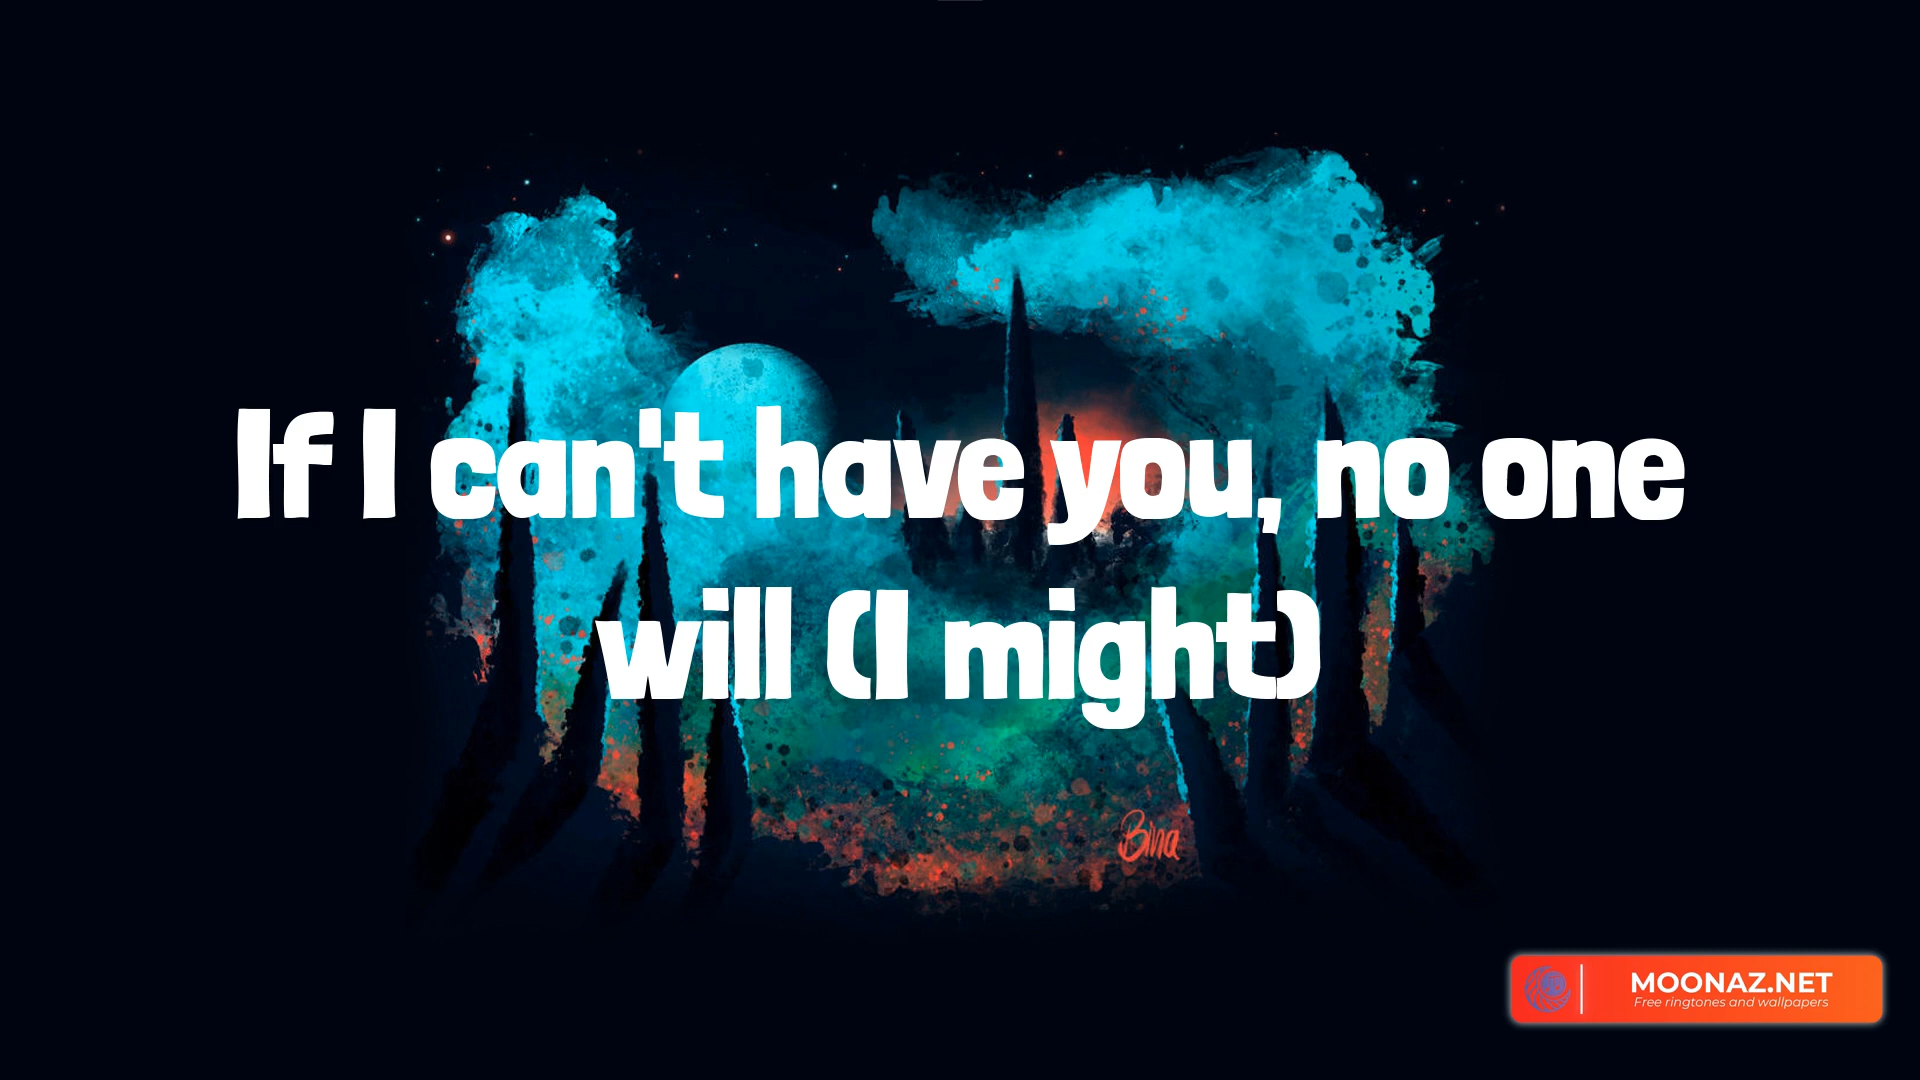 If I can't have you, no one
will (I might)
Bina
MOONAZ.NET
Free ringtones and wallpapers